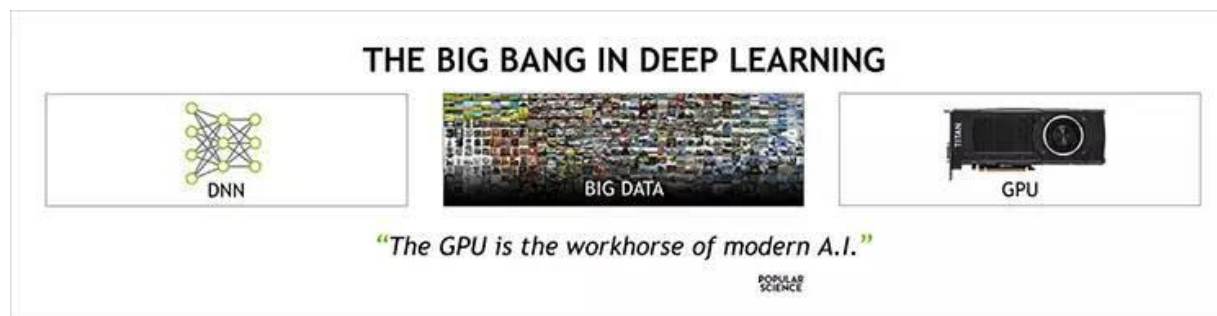 THE BIG BANG IN DEEP LEARNING
DNN
BIG DATA
TITAN
GPU
“The GPU is the workhorse of modern A.I.”
POPULAR
SCIENCE